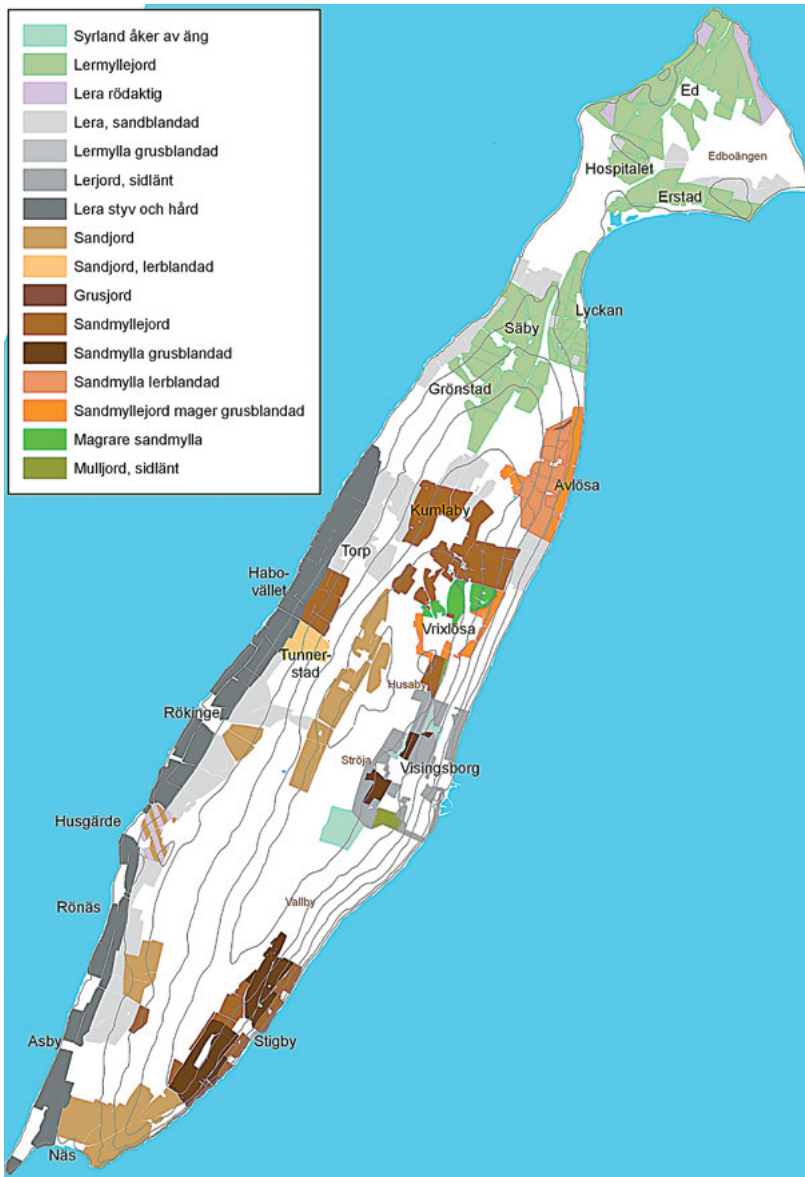 Syrland åker av äng
Lermyllejord
Lera rödaktig
Lera, sandblandad
Lermylla grusblandad
Lerjord, sidlänt
Lera styv och hård
Sandjord
Sandjord, lerblandad
Grusjord
Sandmyllejord
Sandmylla grusblandad
Sandmylla lerblandad
Sandmyllejord mager grusblandad
Magrare sandmylla
Mulljord, sidlänt
Ed
Edboängen
Hospitalet
Erstad
Lyckan
Säby
Grönstad
Avlösa
Kumlaby
Torp
Habo-
vället
Vrixlösa
Tunner-
stad
Husaby
Rökinge
Ströja
Visingsborg
Husgärde
Rönäs
Vallby
Asby
Stigby
Näs